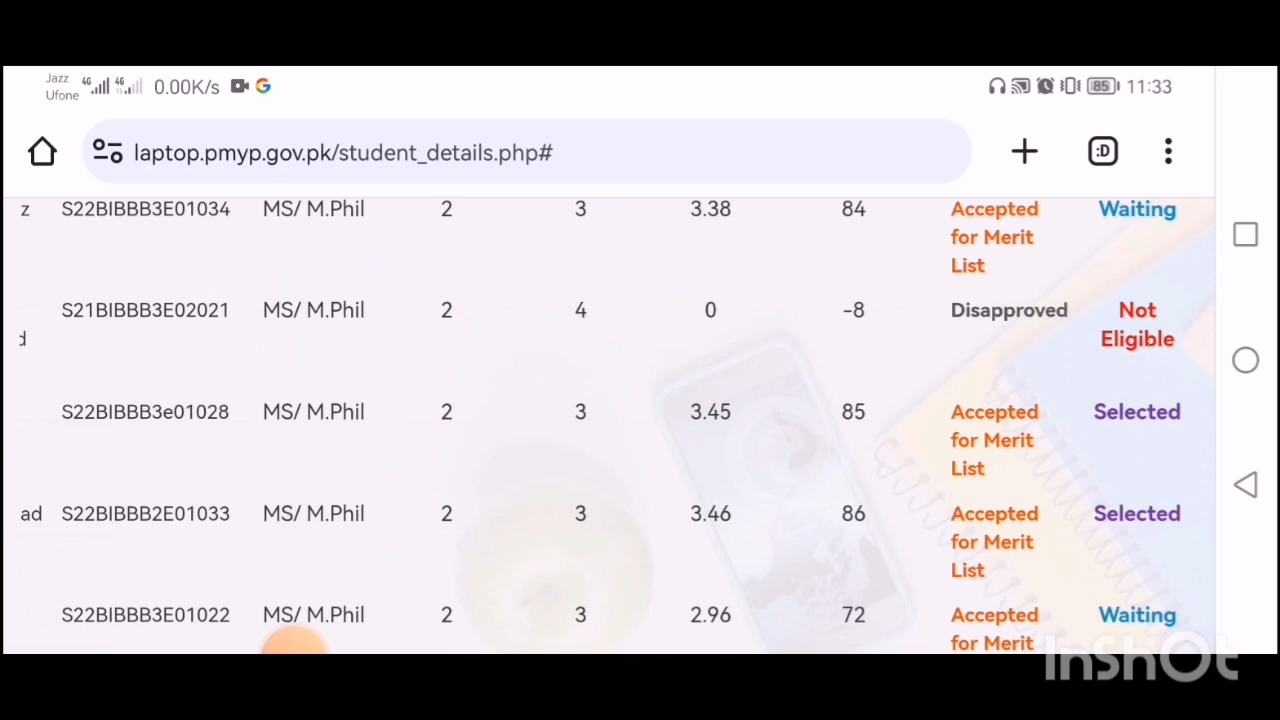 Jazz
Ufone 4G 4G 0.00K/s G 85 11:33
laptop.pmyp.gov.pk/student_details.php# :D
z S22BIBBB3E01034 MS/ M.Phil 2 3 3.38 84 Accepted for Merit List Waiting
d S21BIBBB3E02021 MS/ M.Phil 2 4 0 -8 Disapproved Not Eligible
S22BIBBB3e01028 MS/ M.Phil 2 3 3.45 85 Accepted for Merit List Selected
ad S22BIBBB2E01033 MS/ M.Phil 2 3 3.46 86 Accepted for Merit List Selected
S22BIBBB3E01022 MS/ M.Phil 2 3 2.96 72 Accepted for Merit Waiting
InShOt